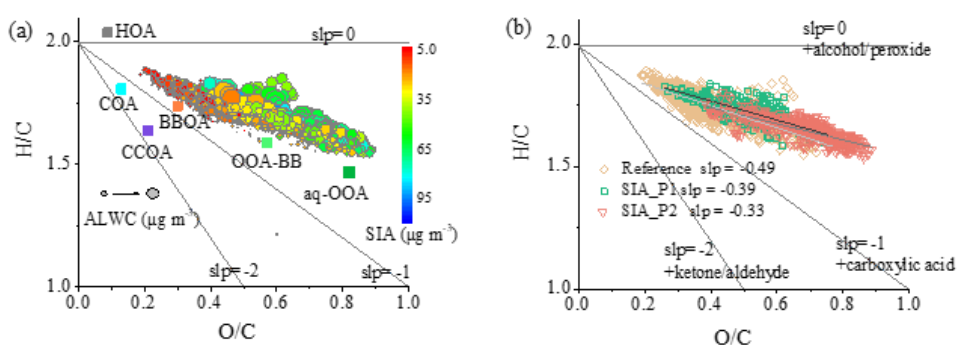 (a)
HOA
slp= 0
2.0
5.0
35
65
95
COA
BBOA
CCOA
OOA-BB
aq-OOA
1.5
H/C
ALWC (μg m⁻³)
SIA (μg m⁻³)
slp= -2
slp= -1
1.0
0.0 0.2 0.4 0.6 0.8 1.0
O/C
(b)
slp= 0
+alcohol/peroxide
2.0
H/C
1.5
Reference slp = -0.49
SIA_P1 slp = -0.39
SIA_P2 slp = -0.33
slp= -2
+ketone/aldehyde
slp= -1
+carboxylic acid
1.0
0.0 0.2 0.4 0.6 0.8 1.0
O/C